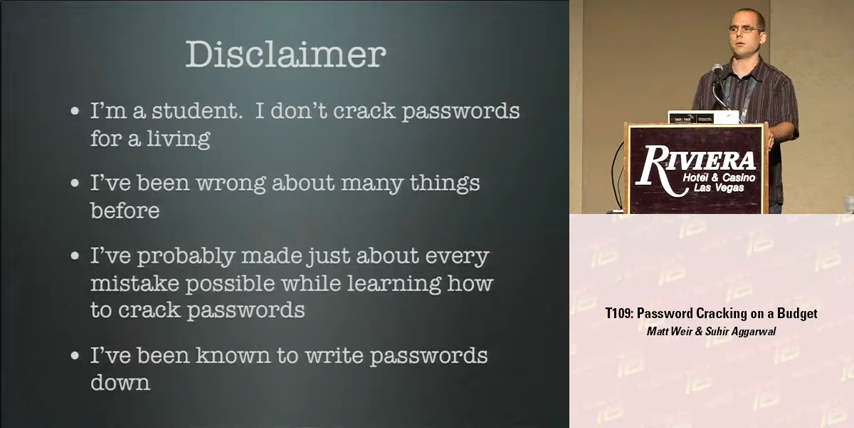 Disclaimer
• I'm a student. I don't crack passwords
for a living
• I've been wrong about many things
before
• I've probably made just about every
mistake possible while learning how
to crack passwords
• I've been known to write passwords
down
RIVIERA
Hotel & Casino
Las Vegas
T109: Password Cracking on a Budget
Matt Weir & Suhir Aggarwal